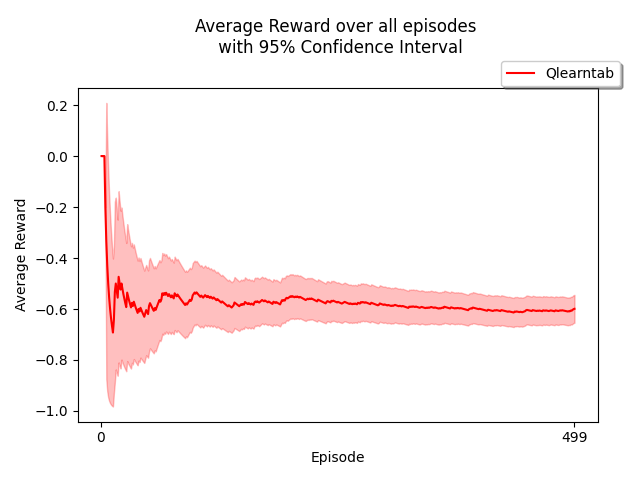 Average Reward over all episodes
with 95% Confidence Interval
Qlearntab
0.2
0.0
−0.2
−0.4
−0.6
−0.8
−1.0
Average Reward
0
499
Episode